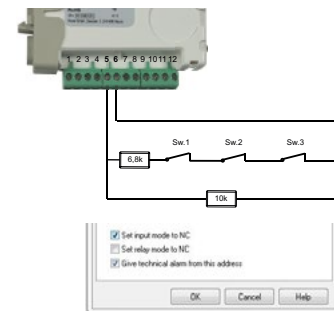 1 2 3 4 5 6 7 8 9 10 11 12
Sw.1 Sw.2 Sw.3
6,8k
10k
Set input mode to NC
Set relay mode to NC
Give technical alarm from this address
OK Cancel Help